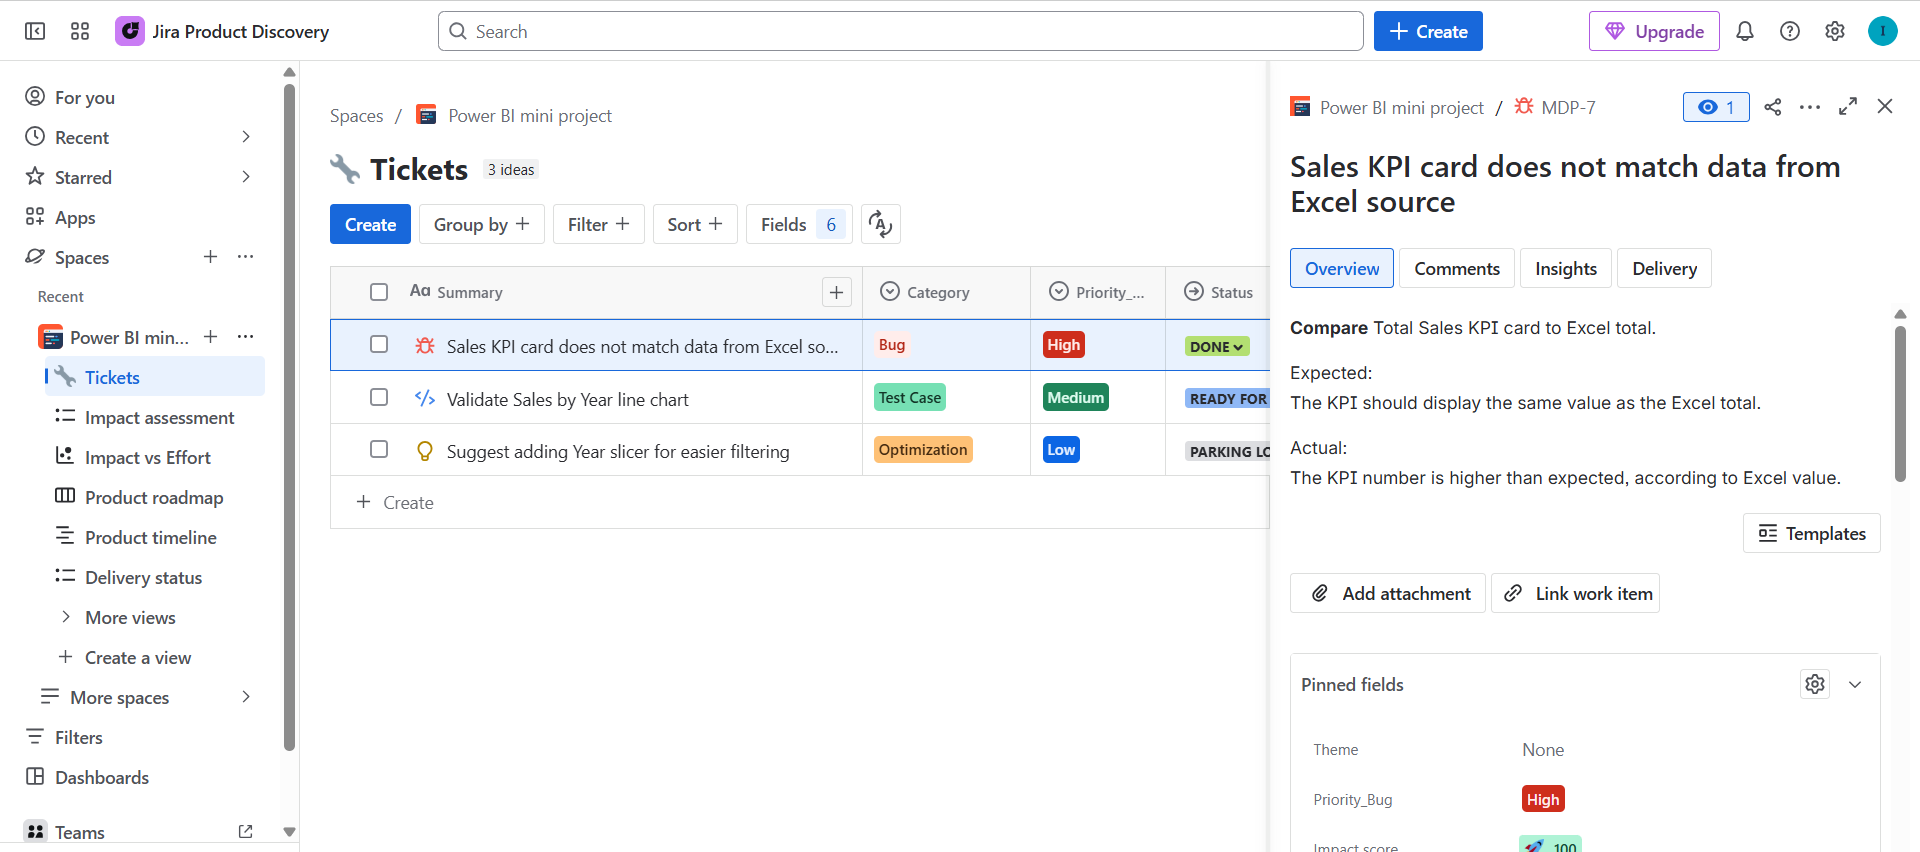 Jira Product Discovery
Search
Create
Upgrade
I
For you
Recent
Starred
Apps
Spaces
Recent
Power BI min...
Tickets
Impact assessment
Impact vs Effort
Product roadmap
Product timeline
Delivery status
More views
Create a view
More spaces
Filters
Dashboards
Teams
Spaces / Power BI mini project
Tickets 3 ideas
Create Group by Filter Sort Fields 6
Aa Summary Category Priority_... Status
Sales KPI card does not match data from Excel so... Bug High DONE
Validate Sales by Year line chart Test Case Medium READY FOR
Suggest adding Year slicer for easier filtering Optimization Low PARKING LO
Create
Power BI mini project / MDP-7 1
Sales KPI card does not match data from
Excel source
Overview Comments Insights Delivery
Compare Total Sales KPI card to Excel total.
Expected:
The KPI should display the same value as the Excel total.
Actual:
The KPI number is higher than expected, according to Excel value.
Templates
Add attachment Link work item
Pinned fields
Theme None
Priority_Bug High
Impact score 100